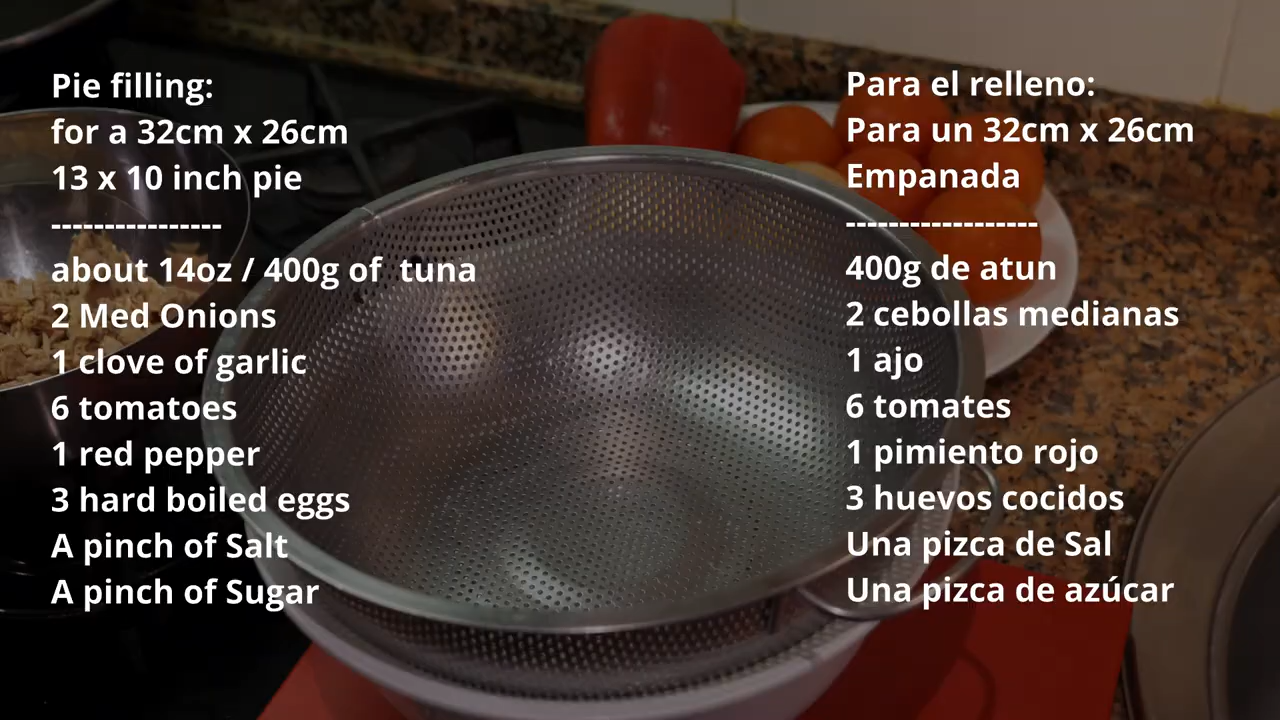 Pie filling:
for a 32cm x 26cm
13 x 10 inch pie
---------------
about 14oz / 400g of  tuna
2 Med Onions
1 clove of garlic
6 tomatoes
1 red pepper
3 hard boiled eggs
A pinch of Salt
A pinch of Sugar
Para el relleno:
Para un 32cm x 26cm
Empanada
-----------------
400g de atun
2 cebollas medianas
1 ajo
6 tomates
1 pimiento rojo
3 huevos cocidos
Una pizca de Sal
Una pizca de azúcar